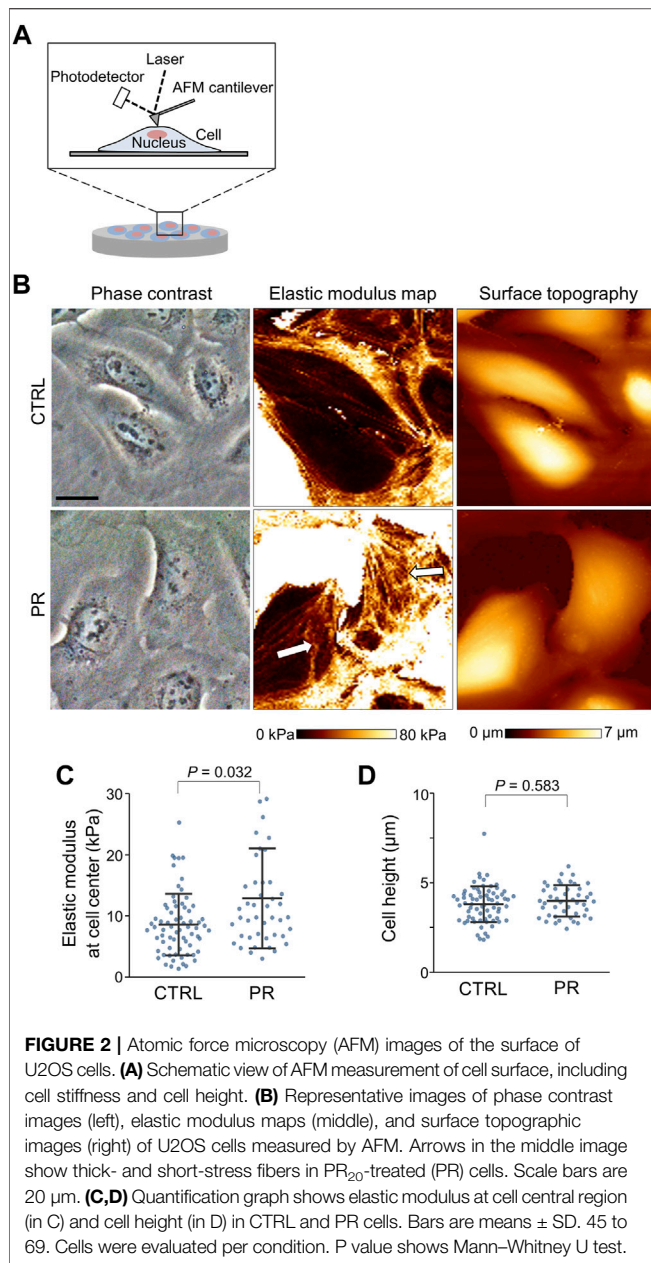 A
Laser
Photodetector
AFM cantilever
Cell
Nucleus
B
Phase contrast
Elastic modulus map
Surface topography
CTRL
PR
0 kPa
80 kPa
0 µm
7 µm
C
P = 0.032
30
20
10
0
Elastic modulus
at cell center (kPa)
CTRL
PR
D
P = 0.583
10
5
0
Cell height (µm)
CTRL
PR
FIGURE 2 | Atomic force microscopy (AFM) images of the surface of
U2OS cells. (A) Schematic view of AFM measurement of cell surface, including
cell stiffness and cell height. (B) Representative images of phase contrast
images (left), elastic modulus maps (middle), and surface topographic
images (right) of U2OS cells measured by AFM. Arrows in the middle image
show thick- and short-stress fibers in PR20-treated (PR) cells. Scale bars are
20 µm. (C,D) Quantification graph shows elastic modulus at cell central region
(in C) and cell height (in D) in CTRL and PR cells. Bars are means ± SD. 45 to
69. Cells were evaluated per condition. P value shows Mann–Whitney U test.